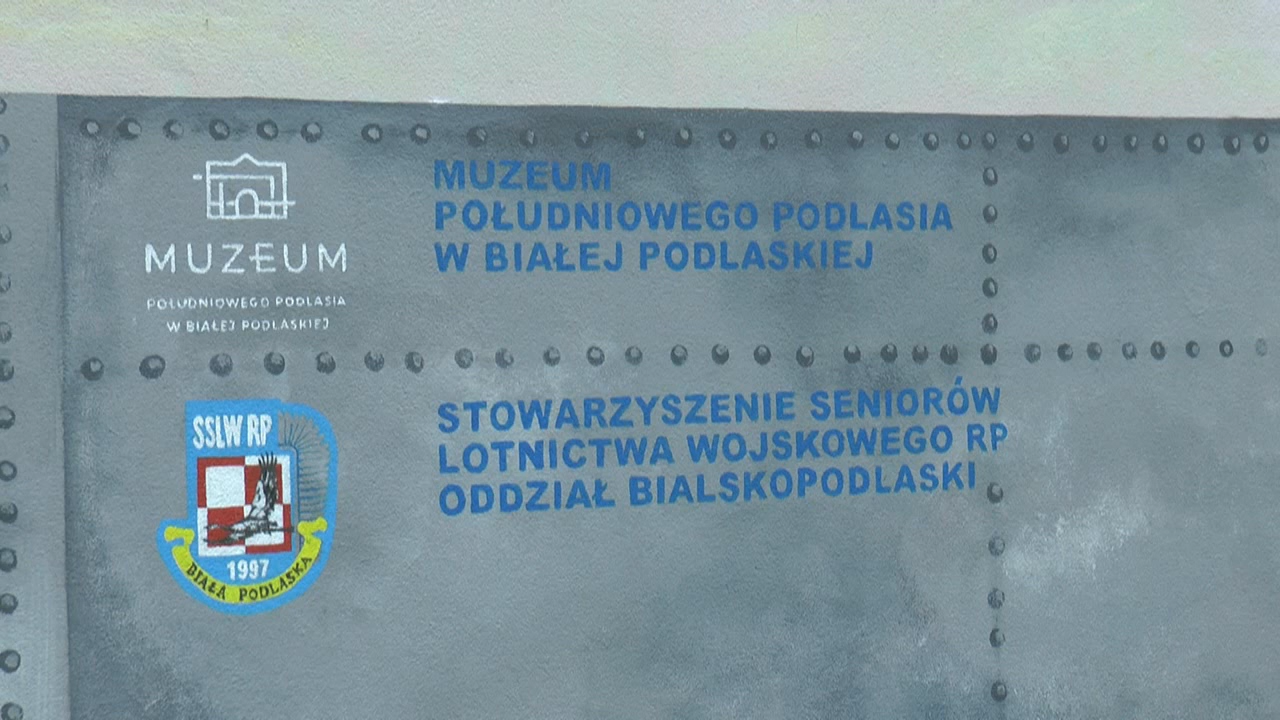 MUZEUM
POŁUDNIOWEGO PODLASIA
W BIAŁEJ PODLASKIEJ
MUZEUM
POŁUDNIOWEGO PODLASIA
W BIAŁEJ PODLASKIEJ
SSLW RP
1997
BIAŁA PODLASKA
STOWARZYSZENIE SENIORÓW
LOTNICTWA WOJSKOWEGO RP
ODDZIAŁ BIALSKOPODLASKI